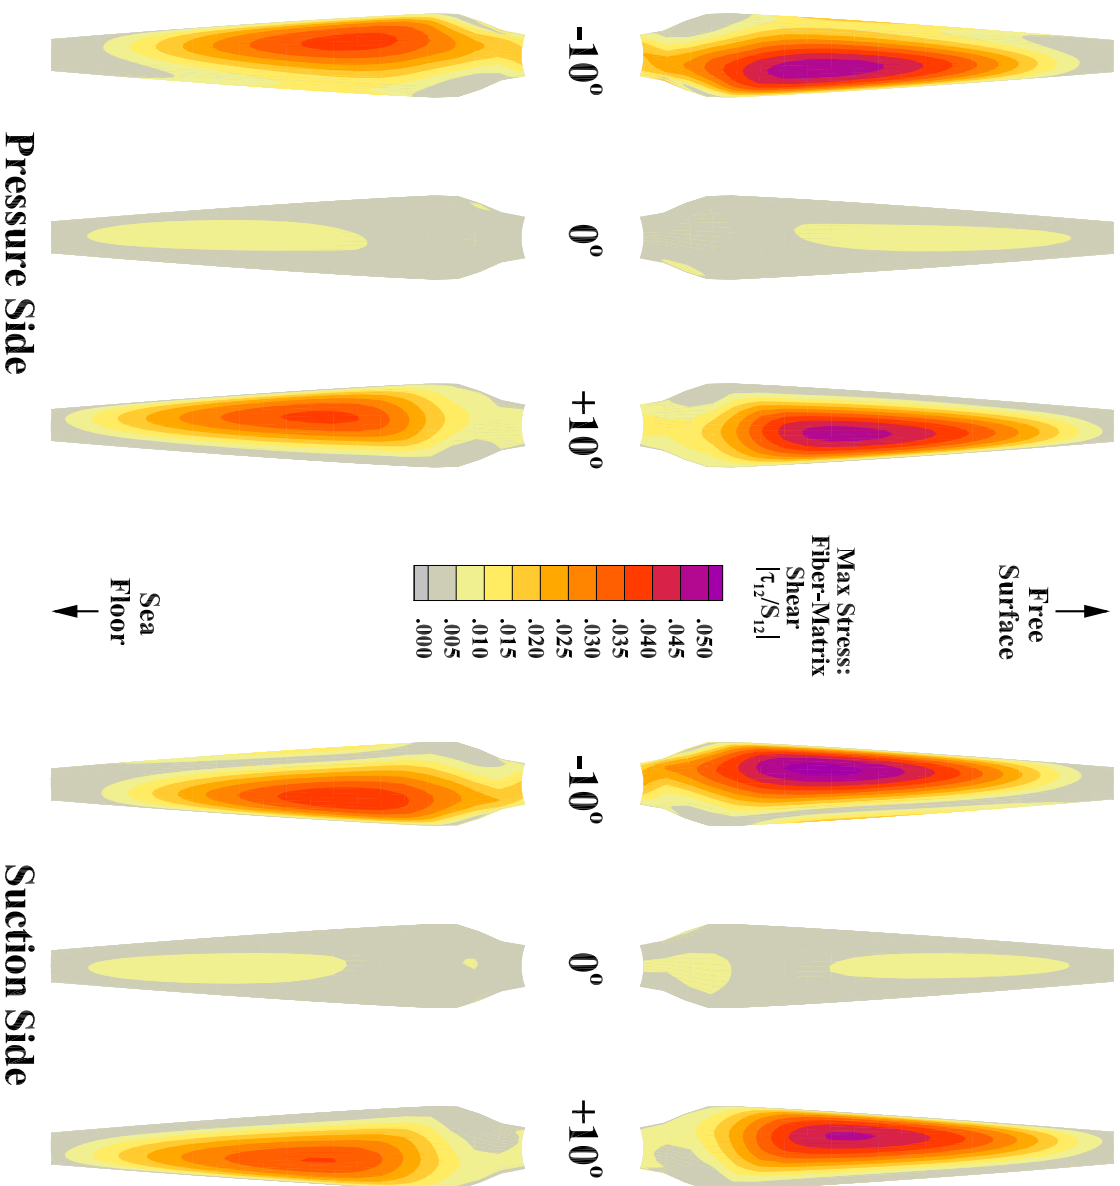 -10°
0°
+10°
Pressure Side
Free
Surface
Max Stress:
Fiber-Matrix
Shear
|τ₁₂/S₁₂|
.050
.045
.040
.035
.030
.025
.020
.015
.010
.005
.000
Sea
Floor
-10°
0°
+10°
Suction Side